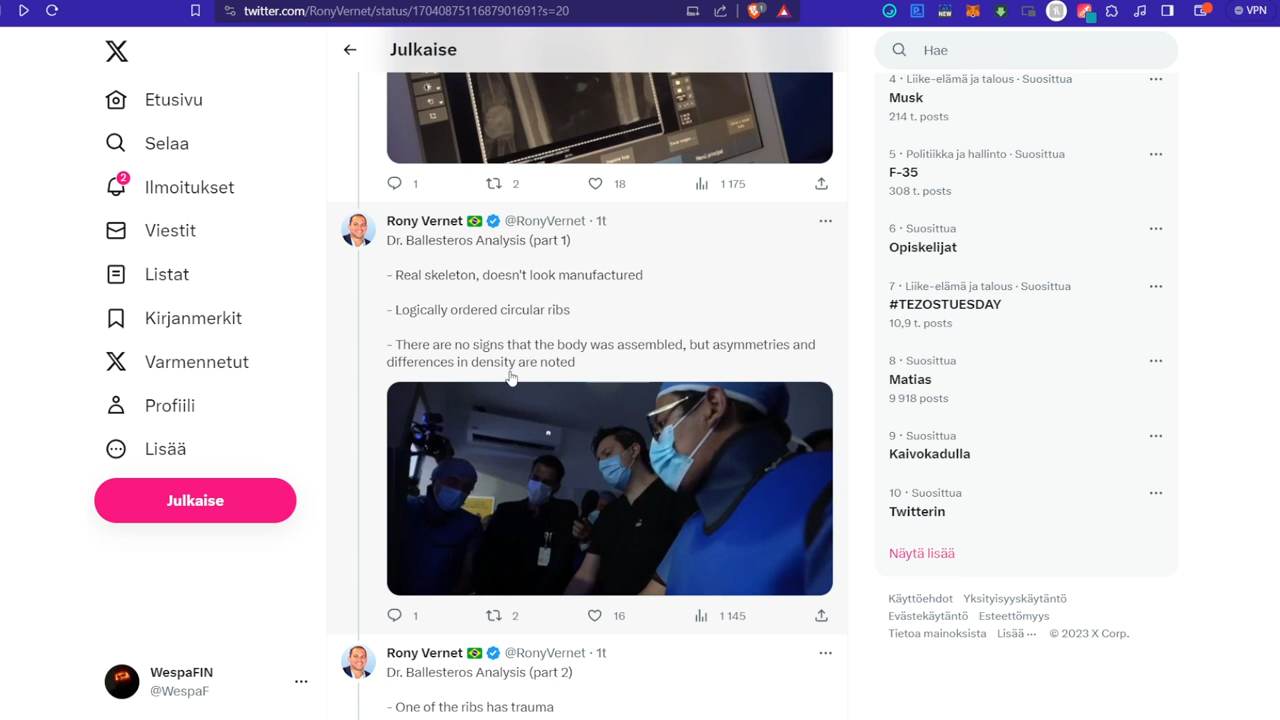 twitter.com/RonyVernet/status/1704087511687901691?s=20
VPN
Julkaise
Hae
Etusivu
Selaa
2
Ilmoitukset
Viestit
Listat
Kirjanmerkit
Varmennetut
Profiili
Lisää
Julkaise
WespaFIN
@WespaF
1 2 18 1 175
Rony Vernet @RonyVernet · 1t
Dr. Ballesteros Analysis (part 1)
- Real skeleton, doesn't look manufactured
- Logically ordered circular ribs
- There are no signs that the body was assembled, but asymmetries and
differences in density are noted
1 2 16 1 145
Rony Vernet @RonyVernet · 1t
Dr. Ballesteros Analysis (part 2)
- One of the ribs has trauma
4 · Liike-elämä ja talous · Suosittua
Musk
214 t. posts
5 · Politiikka ja hallinto · Suosittua
F-35
308 t. posts
6 · Suosittua
Opiskelijat
7 · Liike-elämä ja talous · Suosittua
#TEZOSTUESDAY
10,9 t. posts
8 · Suosittua
Matias
9 918 posts
9 · Suosittua
Kaivokadulla
10 · Suosittua
Twitterin
Näytä lisää
Käyttöehdot Yksityisyyskäytäntö
Evästekäytäntö Esteettömyys
Tietoa mainoksista Lisää ··· © 2023 X Corp.